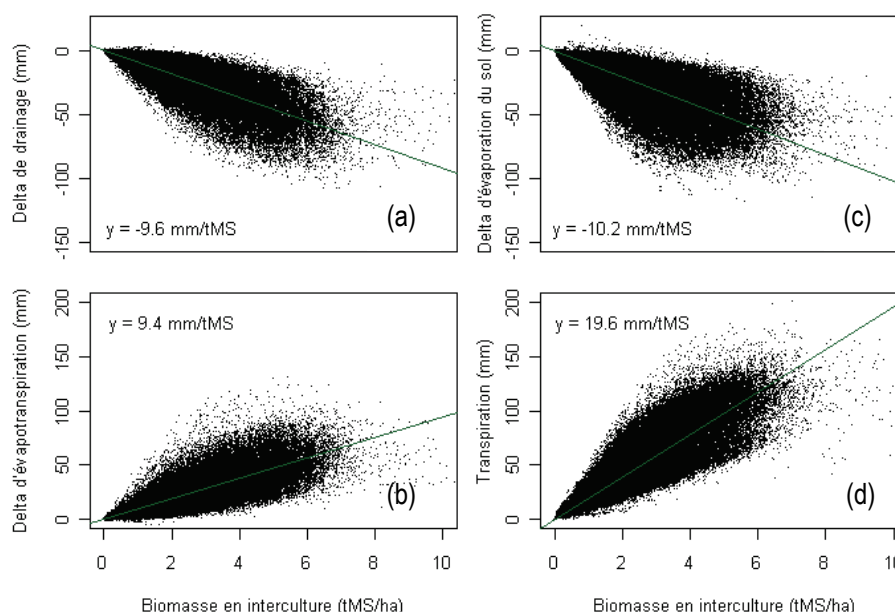 Delta de drainage (mm)
0
-50
-100
-150
y = -9.6 mm/tMS
(a)
Delta d'évaporation du sol (mm)
0
-50
-100
-150
y = -10.2 mm/tMS
(c)
Delta d'évapotranspiration (mm)
200
150
100
50
0
y = 9.4 mm/tMS
(b)
0 2 4 6 8 10
Biomasse en interculture (tMS/ha)
Transpiration (mm)
200
150
100
50
0
y = 19.6 mm/tMS
(d)
0 2 4 6 8 10
Biomasse en interculture (tMS/ha)